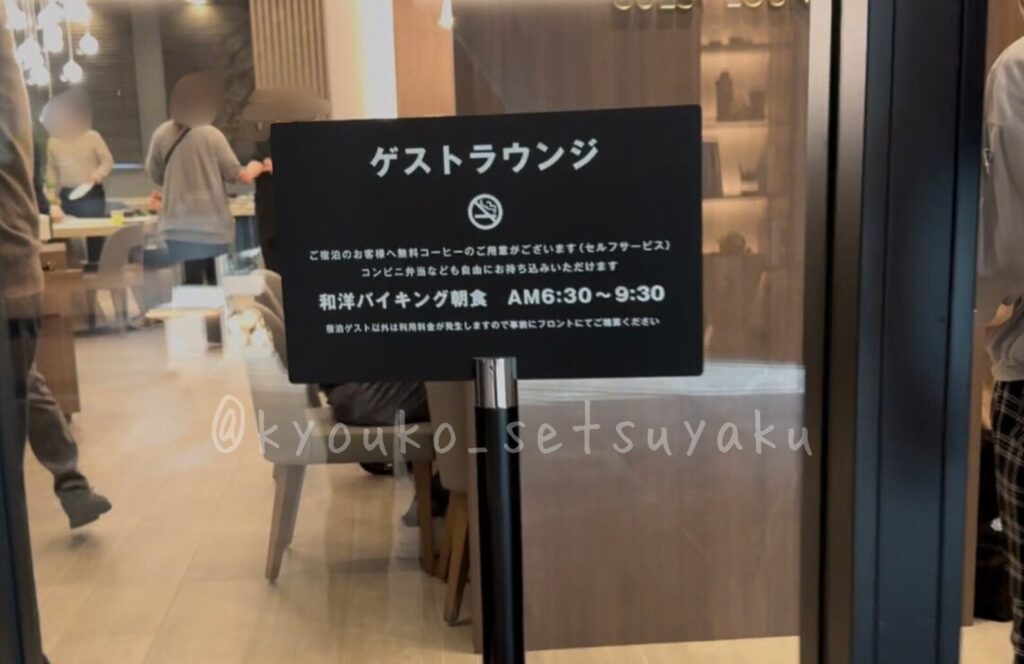 ゲストラウンジ
ご宿泊のお客様へ無料コーヒーのご用意がございます(セルフサービス)
コンビニ弁当なども自由にお持ち込みいただけます
和洋バイキング朝食 AM6:30～9:30
宿泊ゲスト以外は利用料金が発生しますので事前にフロントにてご精算ください
@kyouko_setsuyaku